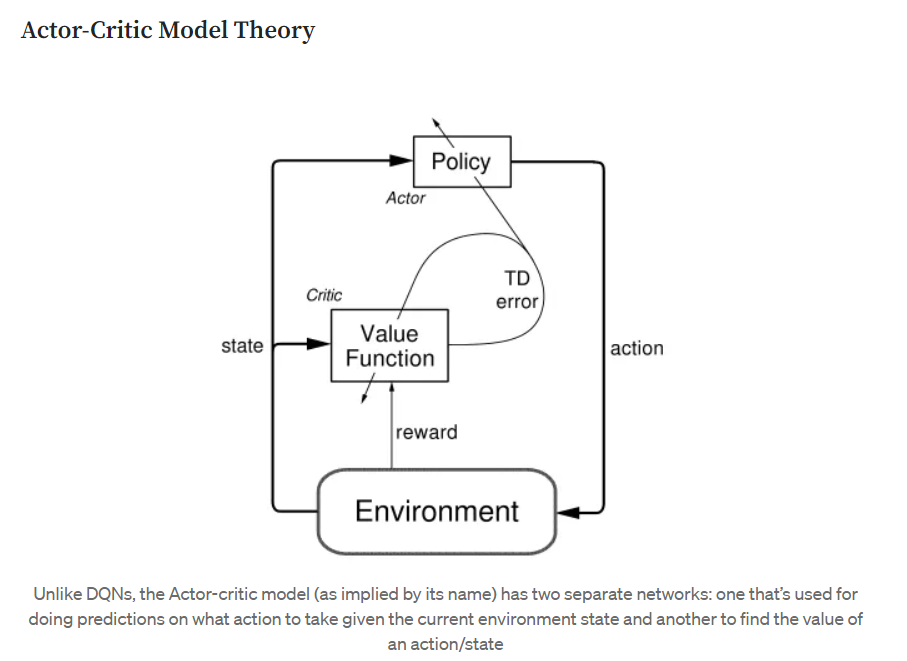 Actor-Critic Model Theory
Policy
Actor
TD
error
Critic
Value
Function
state
action
reward
Environment
Unlike DQNs, the Actor-critic model (as implied by its name) has two separate networks: one that's used for
doing predictions on what action to take given the current environment state and another to find the value of
an action/state